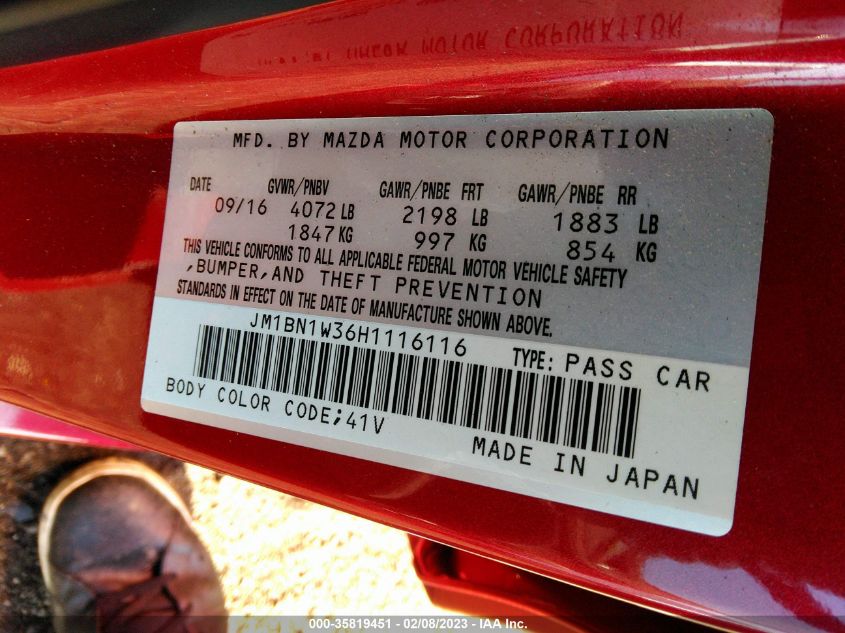 MFD. BY MAZDA MOTOR CORPORATION
DATE GVWR/PNBV GAWR/PNBE FRT GAWR/PNBE RR
09/16 4072 LB 2198 LB 1883 LB
1847 KG 997 KG 854 KG
THIS VEHICLE CONFORMS TO ALL APPLICABLE FEDERAL MOTOR VEHICLE SAFETY
,BUMPER,AND THEFT PREVENTION
STANDARDS IN EFFECT ON THE DATE OF MANUFACTURE SHOWN ABOVE.
JM1BN1W36H1116116 TYPE: PASS CAR
BODY COLOR CODE;41V
MADE IN JAPAN
000-35819451 - 02/08/2023 - IAA Inc.